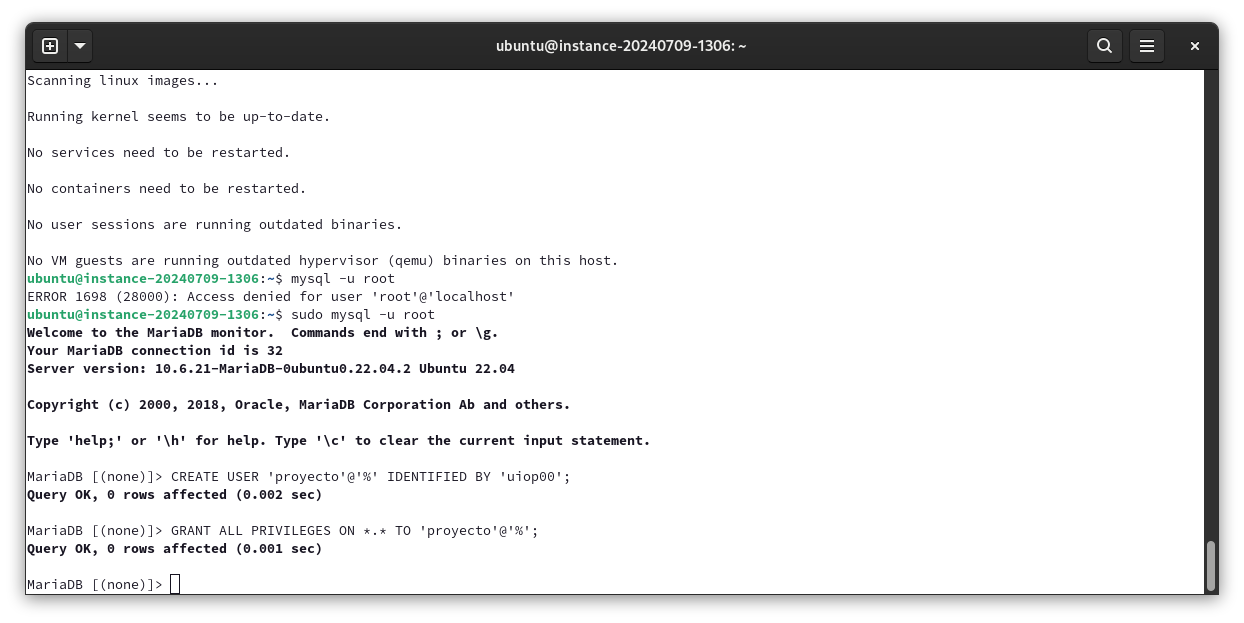 ubuntu@instance-20240709-1306: ~
Scanning linux images...
Running kernel seems to be up-to-date.
No services need to be restarted.
No containers need to be restarted.
No user sessions are running outdated binaries.
No VM guests are running outdated hypervisor (qemu) binaries on this host.
ubuntu@instance-20240709-1306:~$ mysql -u root
ERROR 1698 (28000): Access denied for user 'root'@'localhost'
ubuntu@instance-20240709-1306:~$ sudo mysql -u root
Welcome to the MariaDB monitor.  Commands end with ; or \g.
Your MariaDB connection id is 32
Server version: 10.6.21-MariaDB-0ubuntu0.22.04.2 Ubuntu 22.04
Copyright (c) 2000, 2018, Oracle, MariaDB Corporation Ab and others.
Type 'help;' or '\h' for help. Type '\c' to clear the current input statement.
MariaDB [(none)]> CREATE USER 'proyecto'@'%' IDENTIFIED BY 'uiop00';
Query OK, 0 rows affected (0.002 sec)
MariaDB [(none)]> GRANT ALL PRIVILEGES ON *.* TO 'proyecto'@'%';
Query OK, 0 rows affected (0.001 sec)
MariaDB [(none)]>